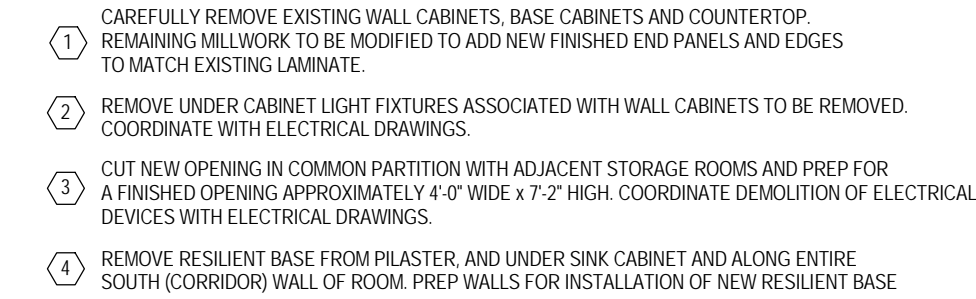 CAREFULLY REMOVE EXISTING WALL CABINETS, BASE CABINETS AND COUNTERTOP.
1 REMAINING MILLWORK TO BE MODIFIED TO ADD NEW FINISHED END PANELS AND EDGES
TO MATCH EXISTING LAMINATE.
2 REMOVE UNDER CABINET LIGHT FIXTURES ASSOCIATED WITH WALL CABINETS TO BE REMOVED.
COORDINATE WITH ELECTRICAL DRAWINGS.
CUT NEW OPENING IN COMMON PARTITION WITH ADJACENT STORAGE ROOMS AND PREP FOR
3 A FINISHED OPENING APPROXIMATELY 4'-0" WIDE x 7'-2" HIGH. COORDINATE DEMOLITION OF ELECTRICAL
DEVICES WITH ELECTRICAL DRAWINGS.
4 REMOVE RESILIENT BASE FROM PILASTER, AND UNDER SINK CABINET AND ALONG ENTIRE
SOUTH (CORRIDOR) WALL OF ROOM. PREP WALLS FOR INSTALLATION OF NEW RESILIENT BASE